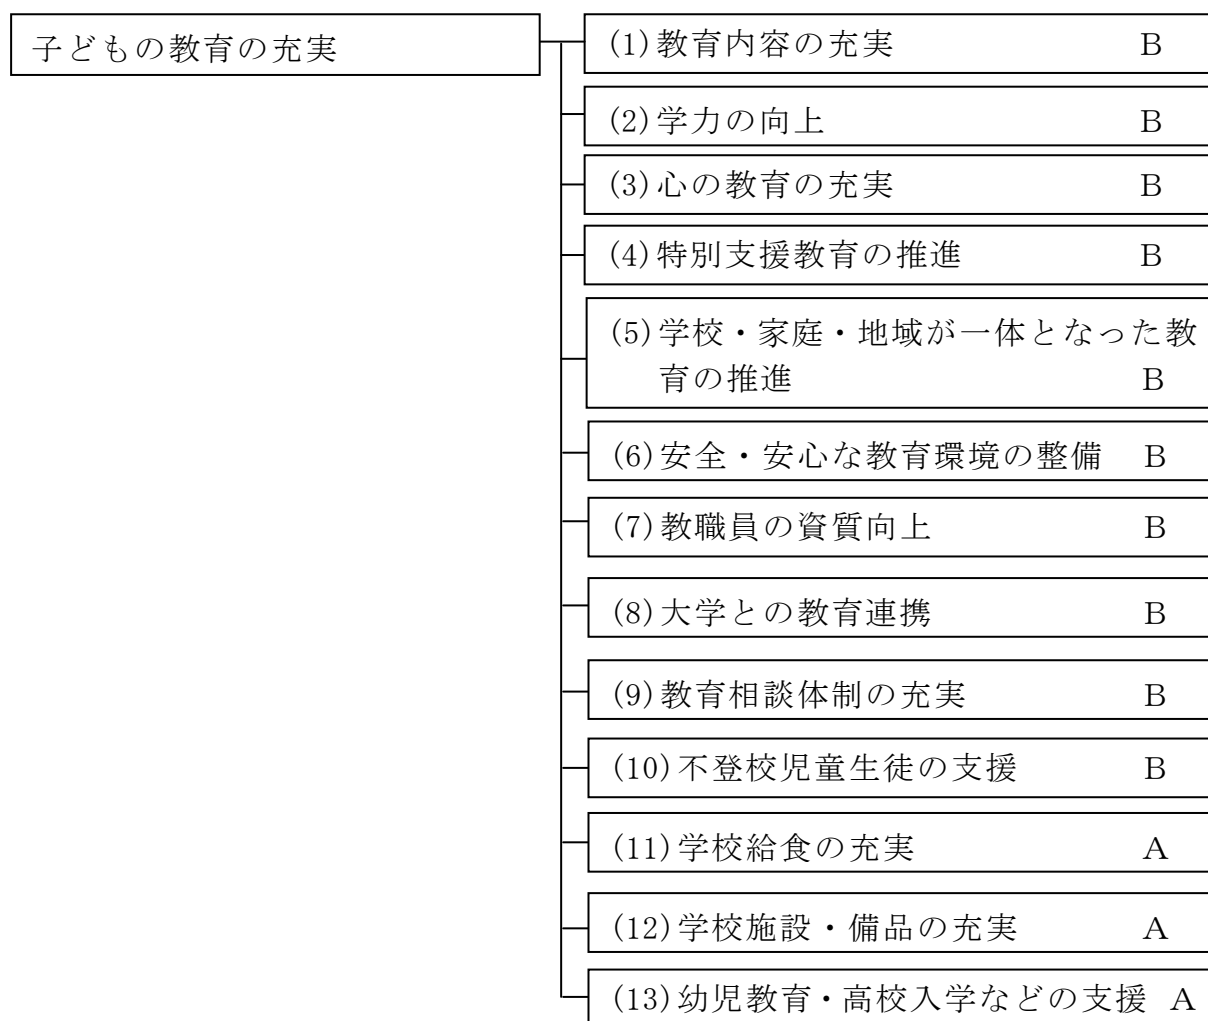 子どもの教育の充実
(1)教育内容の充実 B
(2)学力の向上 B
(3)心の教育の充実 B
(4)特別支援教育の推進 B
(5)学校・家庭・地域が一体となった教
育の推進 B
(6)安全・安心な教育環境の整備 B
(7)教職員の資質向上 B
(8)大学との教育連携 B
(9)教育相談体制の充実 B
(10)不登校児童生徒の支援 B
(11)学校給食の充実 A
(12)学校施設・備品の充実 A
(13)幼児教育・高校入学などの支援 A